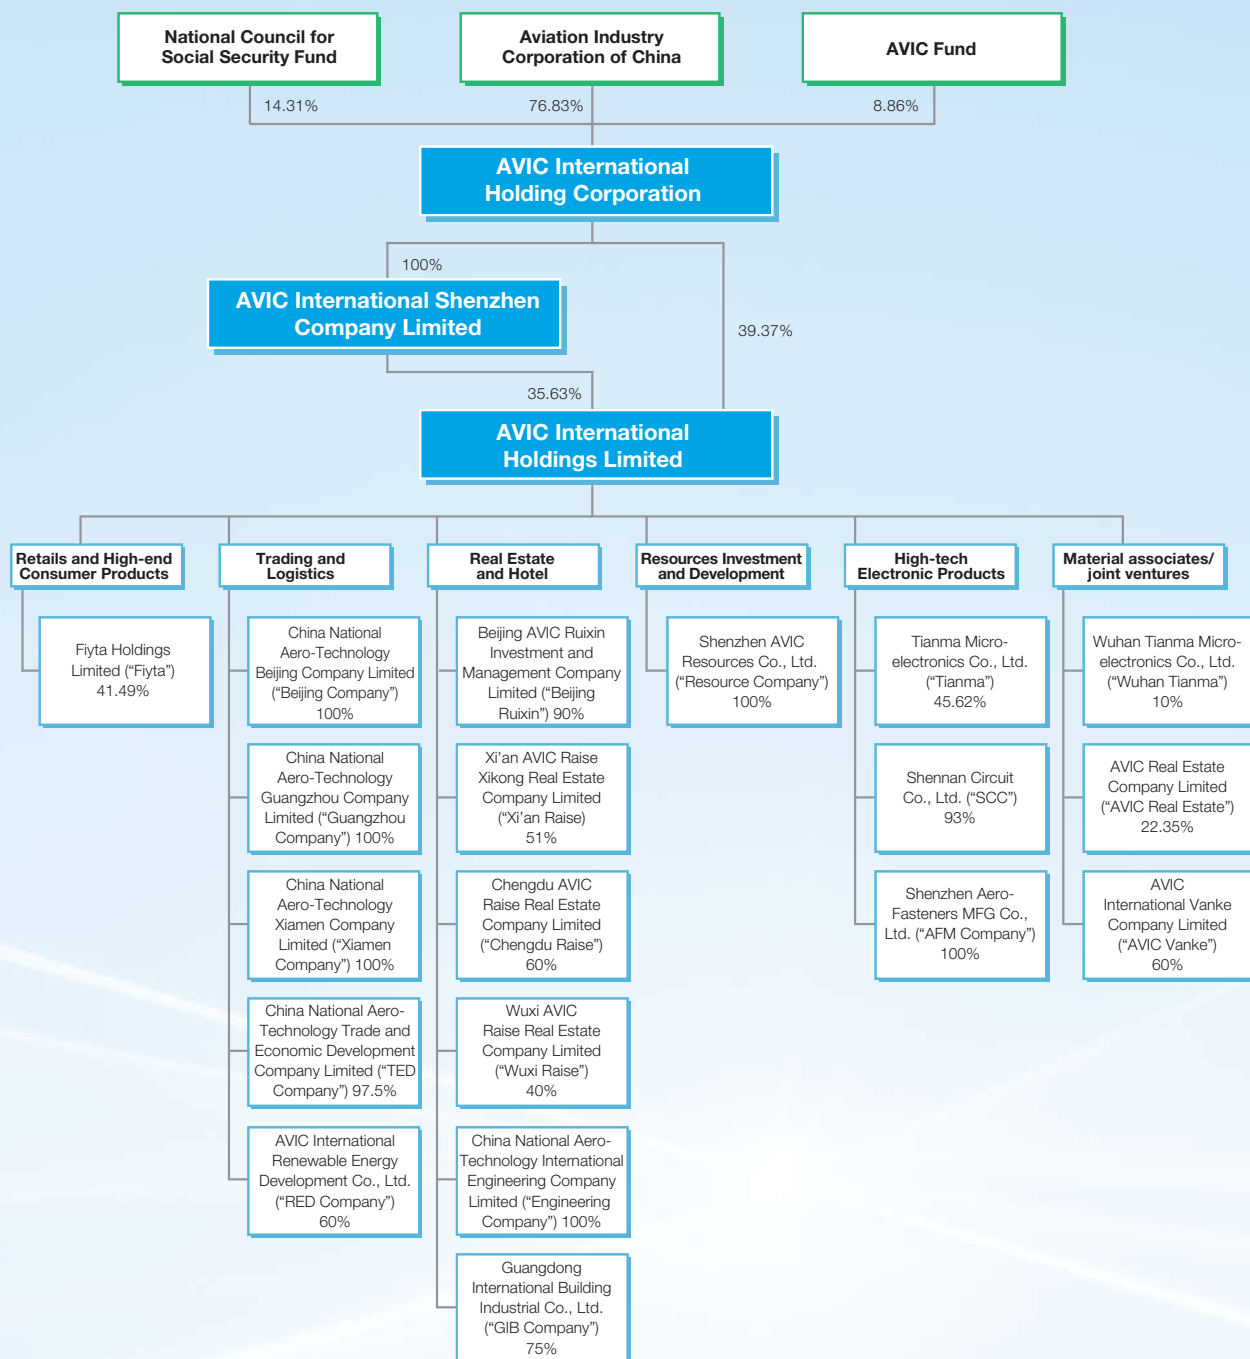 National Council for
Social Security Fund
Aviation Industry
Corporation of China
AVIC Fund
14.31%
76.83%
8.86%
AVIC International
Holding Corporation
100%
AVIC International Shenzhen
Company Limited
39.37%
35.63%
AVIC International
Holdings Limited
Retails and High-end
Consumer Products
Trading and
Logistics
Real Estate
and Hotel
Resources Investment
and Development
High-tech
Electronic Products
Material associates/
joint ventures
Fiyta Holdings
Limited (“Fiyta”)
41.49%
China National
Aero-Technology
Beijing Company Limited
(“Beijing Company”)
100%
China National
Aero-Technology
Guangzhou Company
Limited (“Guangzhou
Company”) 100%
China National
Aero-Technology
Xiamen Company
Limited (“Xiamen
Company”) 100%
China National Aero-
Technology Trade and
Economic Development
Company Limited (“TED
Company”) 97.5%
AVIC International
Renewable Energy
Development Co., Ltd.
(“RED Company”)
60%
Beijing AVIC Ruixin
Investment and
Management Company
Limited (“Beijing
Ruixin”) 90%
Xi’an AVIC Raise
Xikong Real Estate
Company Limited
(“Xi’an Raise)
51%
Chengdu AVIC
Raise Real Estate
Company Limited
(“Chengdu Raise”)
60%
Wuxi AVIC
Raise Real Estate
Company Limited
(“Wuxi Raise”)
40%
China National Aero-
Technology International
Engineering Company
Limited (“Engineering
Company”) 100%
Guangdong
International Building
Industrial Co., Ltd.
(“GIB Company”)
75%
Shenzhen AVIC
Resources Co., Ltd.
(“Resource Company”)
100%
Tianma Micro-
electronics Co., Ltd.
(“Tianma”)
45.62%
Shennan Circuit
Co., Ltd. (“SCC”)
93%
Shenzhen Aero-
Fasteners MFG Co.,
Ltd. (“AFM Company”)
100%
Wuhan Tianma Micro-
electronics Co., Ltd.
(“Wuhan Tianma”)
10%
AVIC Real Estate
Company Limited
(“AVIC Real Estate”)
22.35%
AVIC
International Vanke
Company Limited
(“AVIC Vanke”)
60%